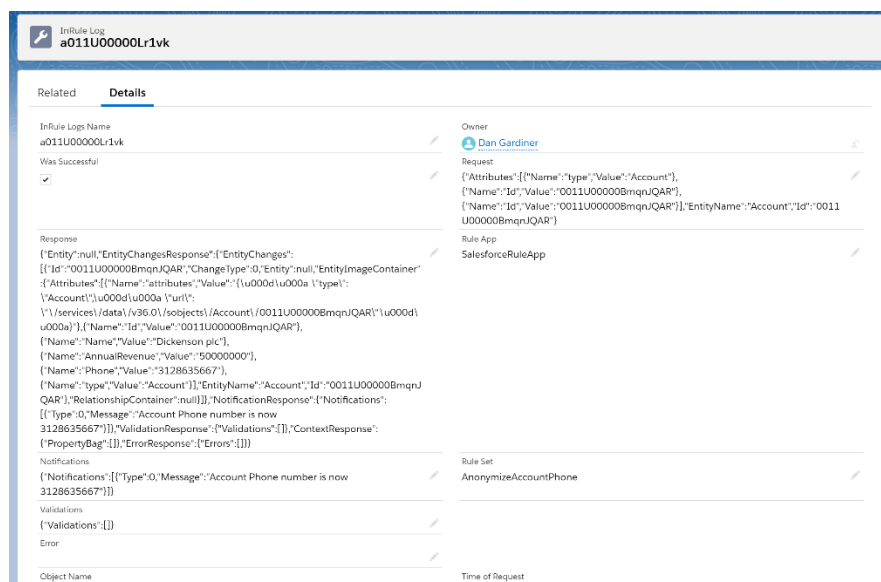 InRule Log
a011U00000Lr1vk
Related
Details
InRule Logs Name
a011U00000Lr1vk
Owner
Dan Gardiner
Was Successful
Request
{"Attributes":[{"Name":"type","Value":"Account"},
{"Name":"Id","Value":"0011U00000BmqnJQAR"},
{"Name":"Id","Value":"0011U00000BmqnJQAR"}],"EntityName":"Account","Id":"0011
U00000BmqnJQAR"}
Response
{"Entity":null,"EntityChangesResponse":{"EntityChanges":
[{"Id":"0011U00000BmqnJQAR","ChangeType":0,"Entity":null,"EntityImageContainer"
:{"Attributes":[{"Name":"attributes","Value":"{\u000d\u000a \"type\":
\"Account\",\u000d\u000a \"url\":
\"\/services\/data\/v36.0\/sobjects\/Account\/0011U00000BmqnJQAR\"\u000d\
u000a}"},{"Name":"Id","Value":"0011U00000BmqnJQAR"},
{"Name":"Name","Value":"Dickenson plc"},
{"Name":"AnnualRevenue","Value":"50000000"},
{"Name":"Phone","Value":"3128635667"},
{"Name":"type","Value":"Account"}],"EntityName":"Account","Id":"0011U00000BmqnJ
QAR"},"RelationshipContainer":null}]},"NotificationResponse":{"Notifications":
[{"Type":0,"Message":"Account Phone number is now
3128635667"}]},"ValidationResponse":{"Validations":[]},"ContextResponse":
{"PropertyBag":[]},"ErrorResponse":{"Errors":[]}}
Rule App
SalesforceRuleApp
Notifications
{"Notifications":[{"Type":0,"Message":"Account Phone number is now
3128635667"}]}
Rule Set
AnonymizeAccountPhone
Validations
{"Validations":[]}
Error
Object Name
Time of Request